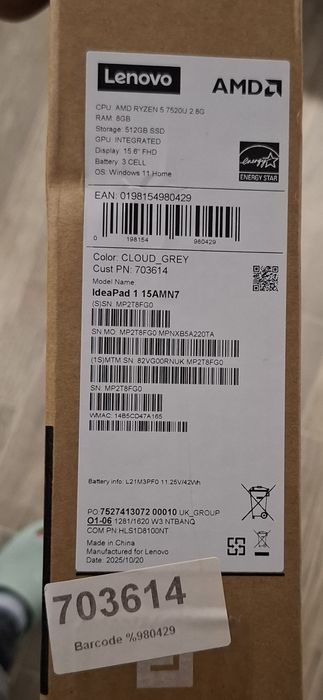 Lenovo
AMD
CPU: AMD RYZEN 5 7520U 2.8G
RAM: 8GB
Storage: 512GB SSD
GPU: INTEGRATED
Display: 15.6" FHD
Battery: 3 CELL
OS: Windows 11 Home
energy
ENERGY STAR
EAN: 0198154980429
0 198154 980429
Color: CLOUD_GREY
Cust PN: 703614
Model Name
IdeaPad 1 15AMN7
(S)SN: MP2T8FG0
SN MO: MP2T8FG0 MPNXB5A220TA
(1S)MTM SN: 82VG00RNUK MP2T8FG0
SN: MP2T8FG0
WMAC: 1485CD47A165
Battery info: L21M3PF0 11.25V/42Wh
PO:7527413072 00010 UK_GROUP
O1-06 1281/1620 W3 NTBANQ
COM PN: HLS1D8100NT
Made in China
Manufactured for Lenovo
Date: 2025/10/20
703614
Barcode %980429